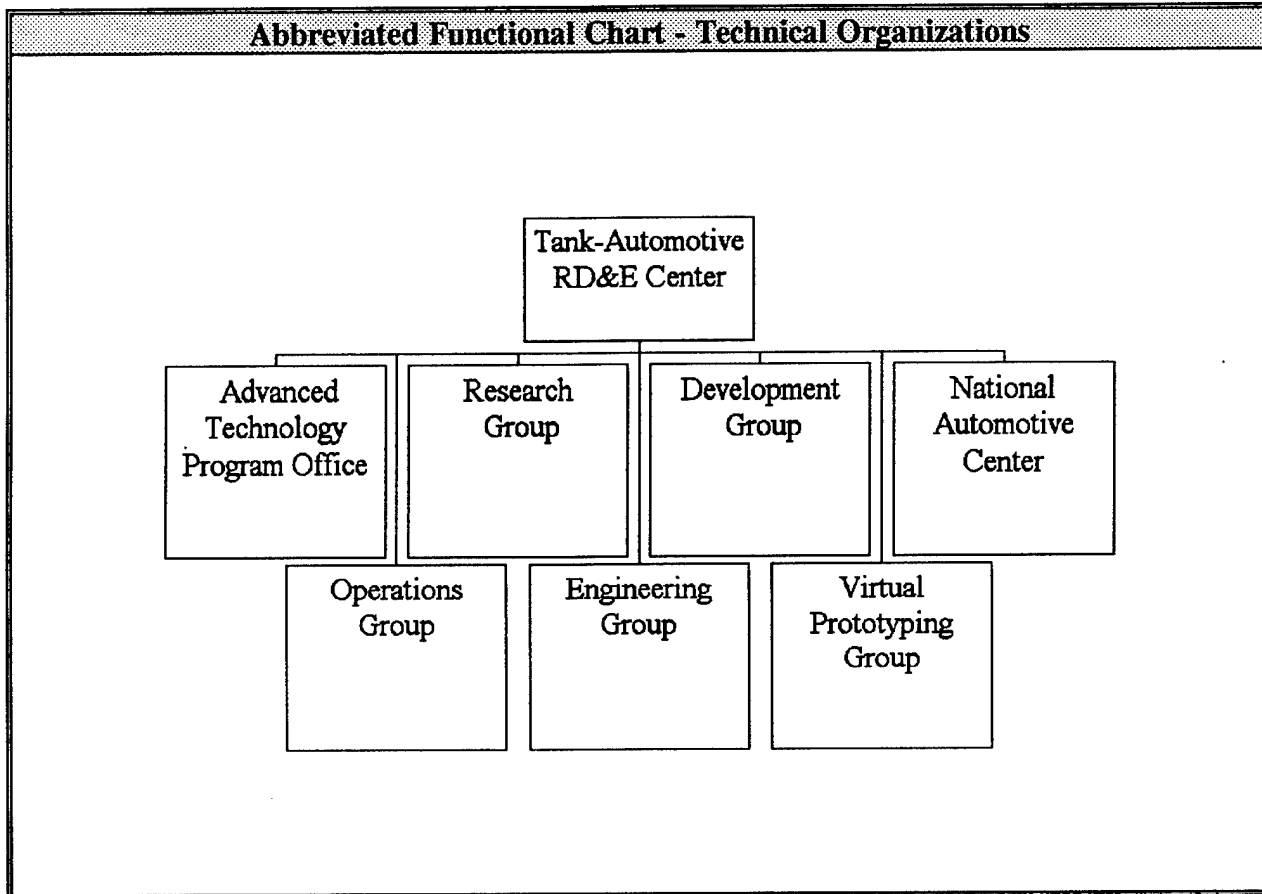 Abbreviated Functional Chart - Technical Organizations
Tank-Automotive
RD&E Center
Advanced
Technology
Program Office
Research
Group
Development
Group
National
Automotive
Center
Operations
Group
Engineering
Group
Virtual
Prototyping
Group